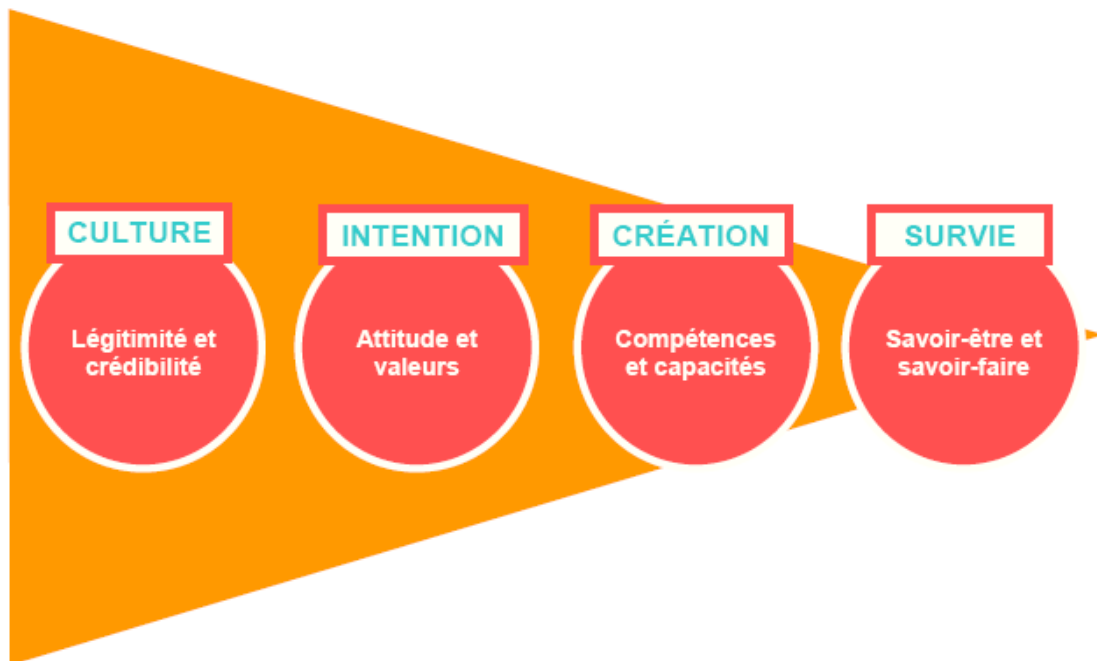 CULTURE
Légitimité et
crédibilité
INTENTION
Attitude et
valeurs
CRÉATION
Compétences
et capacités
SURVIE
Savoir-être et
savoir-faire